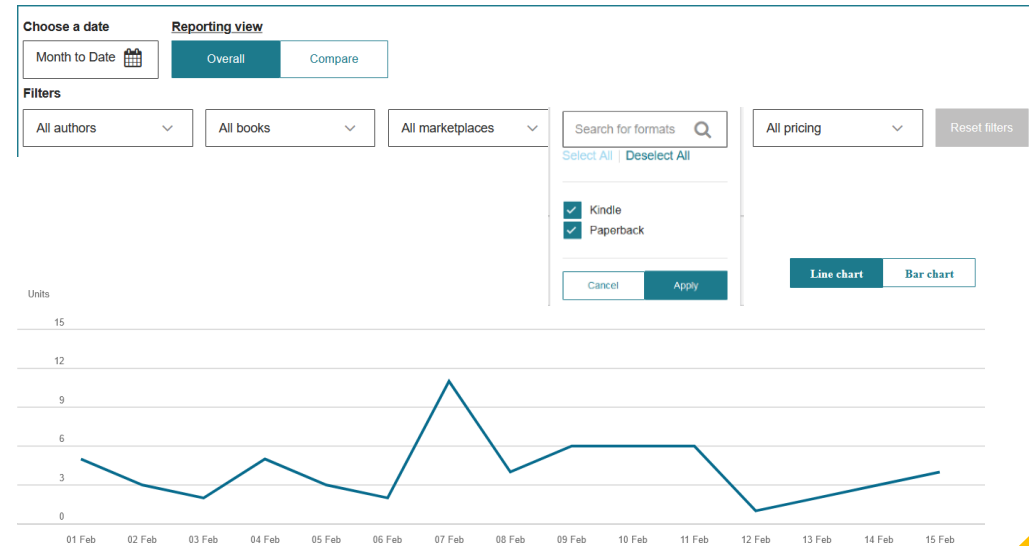 Choose a date
Reporting view
Month to Date
Overall
Compare
Filters
All authors
All books
All marketplaces
Search for formats
All pricing
Reset filters
Select All | Deselect All
Kindle
Paperback
Cancel
Apply
Line chart
Bar chart
Units
15
12
9
6
3
0
01 Feb
02 Feb
03 Feb
04 Feb
05 Feb
06 Feb
07 Feb
08 Feb
09 Feb
10 Feb
11 Feb
12 Feb
13 Feb
14 Feb
15 Feb